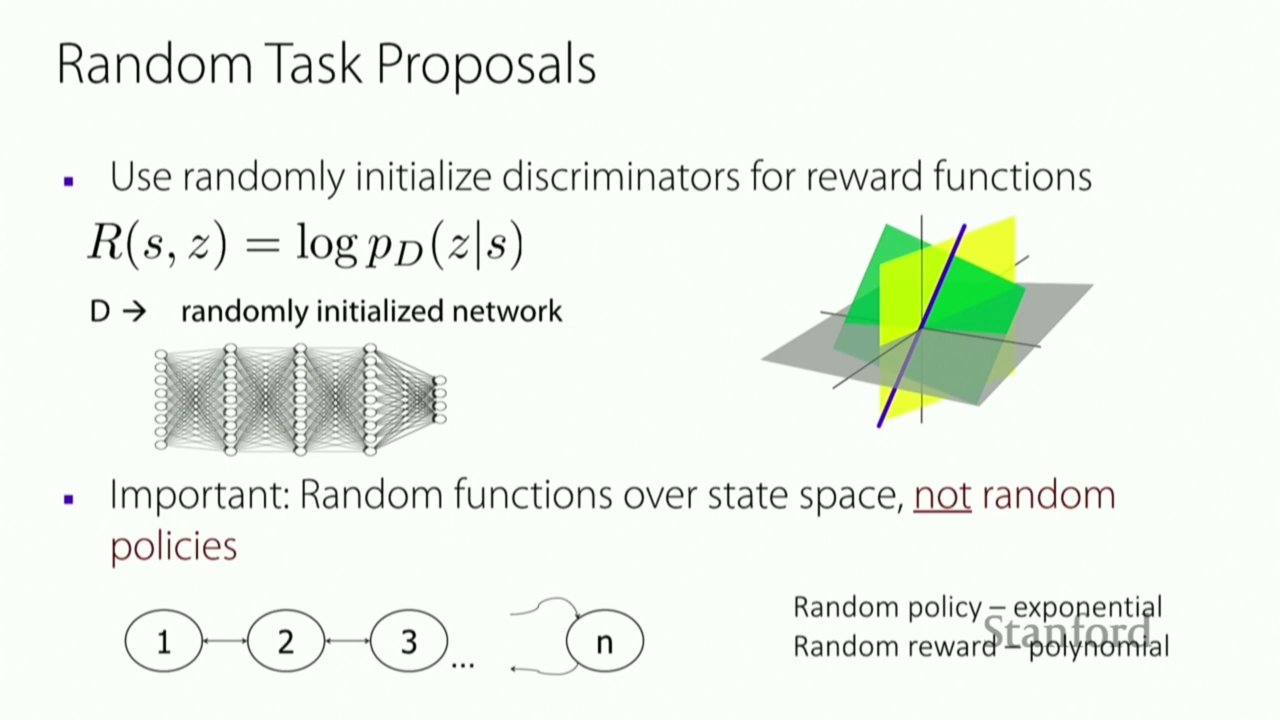 Random Task Proposals
▪ Use randomly initialize discriminators for reward functions
R(s, z) = log p_D(z|s)
D → randomly initialized network
▪ Important: Random functions over state space, not random
policies
1 2 3 ... n
Random policy – exponential
Stanford
Random reward – polynomial